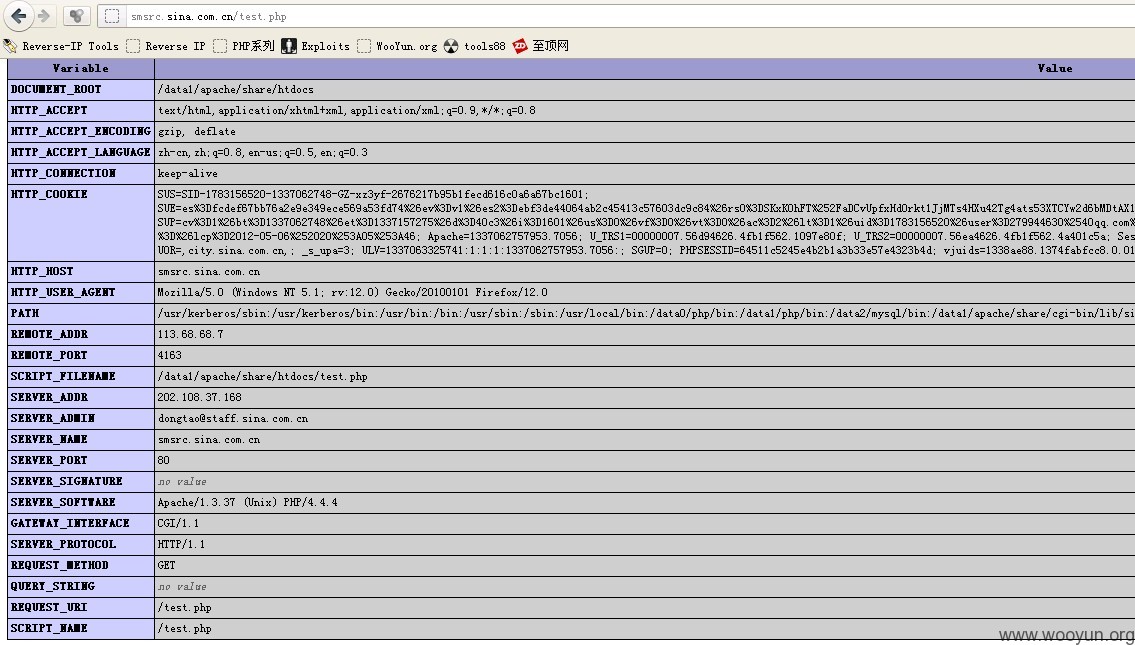 smsrc.sina.com.cn/test.php
Reverse-IP Tools Reverse IP PHP系列 Exploits WooYun.org tools88 至顶网
Variable Value
DOCUMENT_ROOT /data1/apache/share/htdocs
HTTP_ACCEPT text/html,application/xhtml+xml,application/xml;q=0.9,*/*;q=0.8
HTTP_ACCEPT_ENCODING gzip, deflate
HTTP_ACCEPT_LANGUAGE zh-cn,zh;q=0.8,en-us;q=0.5,en;q=0.3
HTTP_CONNECTION keep-alive
HTTP_COOKIE SUS=SID-1783156520-1337062748-GZ-xz3yf-2676217b95b1fecd616c0a6a67bc1601;
SUE=es%3Dfcdef67bb76a2e9e349ece569a53fd74%26ev%3Dv1%26es2%3Debf3de44064ab2c45413c57603dc9c84%26rs0%3DSKxKOhFT%252FaDCvUpfxHdOrkt1JjMTs4HXu42Tg4ats53XTCYw2d6bMDtAX1
SUP=cv%3D1%26bt%3D1337062748%26et%3D1337157275%26d%3D40c3%26i%3D1601%26us%3D0%26vf%3D0%26vt%3D0%26ac%3D2%26lt%3D1%26uid%3D1783156520%26user%3D279944630%2540qq.com%
%3D%26lcp%3D2012-05-06%252020%253A05%253A46; Apache=1337062757953.7056; U_TRS1=00000007.56d94626.4fb1f562.1097e80f; U_TRS2=00000007.56ea4626.4fb1f562.4a401c5a; Ses
UOR=,city.sina.com.cn,; _s_upa=3; ULV=1337063325741:1:1:1:1337062757953.7056:; SGUP=0; PHPSESSID=64511c5245e4b2b1a3b33e57e4323b4d; vjuids=1338ae88.1374fabfcc8.0.01
HTTP_HOST smsrc.sina.com.cn
HTTP_USER_AGENT Mozilla/5.0 (Windows NT 5.1; rv:12.0) Gecko/20100101 Firefox/12.0
PATH /usr/kerberos/sbin:/usr/kerberos/bin:/usr/bin:/bin:/usr/sbin:/sbin:/usr/local/bin:/data0/php/bin:/data1/php/bin:/data2/mysql/bin:/data1/apache/share/cgi-bin/lib/si
REMOTE_ADDR 113.68.68.7
REMOTE_PORT 4163
SCRIPT_FILENAME /data1/apache/share/htdocs/test.php
SERVER_ADDR 202.108.37.168
SERVER_ADMIN dongtao@staff.sina.com.cn
SERVER_NAME smsrc.sina.com.cn
SERVER_PORT 80
SERVER_SIGNATURE no value
SERVER_SOFTWARE Apache/1.3.37 (Unix) PHP/4.4.4
GATEWAY_INTERFACE CGI/1.1
SERVER_PROTOCOL HTTP/1.1
REQUEST_METHOD GET
QUERY_STRING no value
REQUEST_URI /test.php
SCRIPT_NAME /test.php
www.wooyun.org